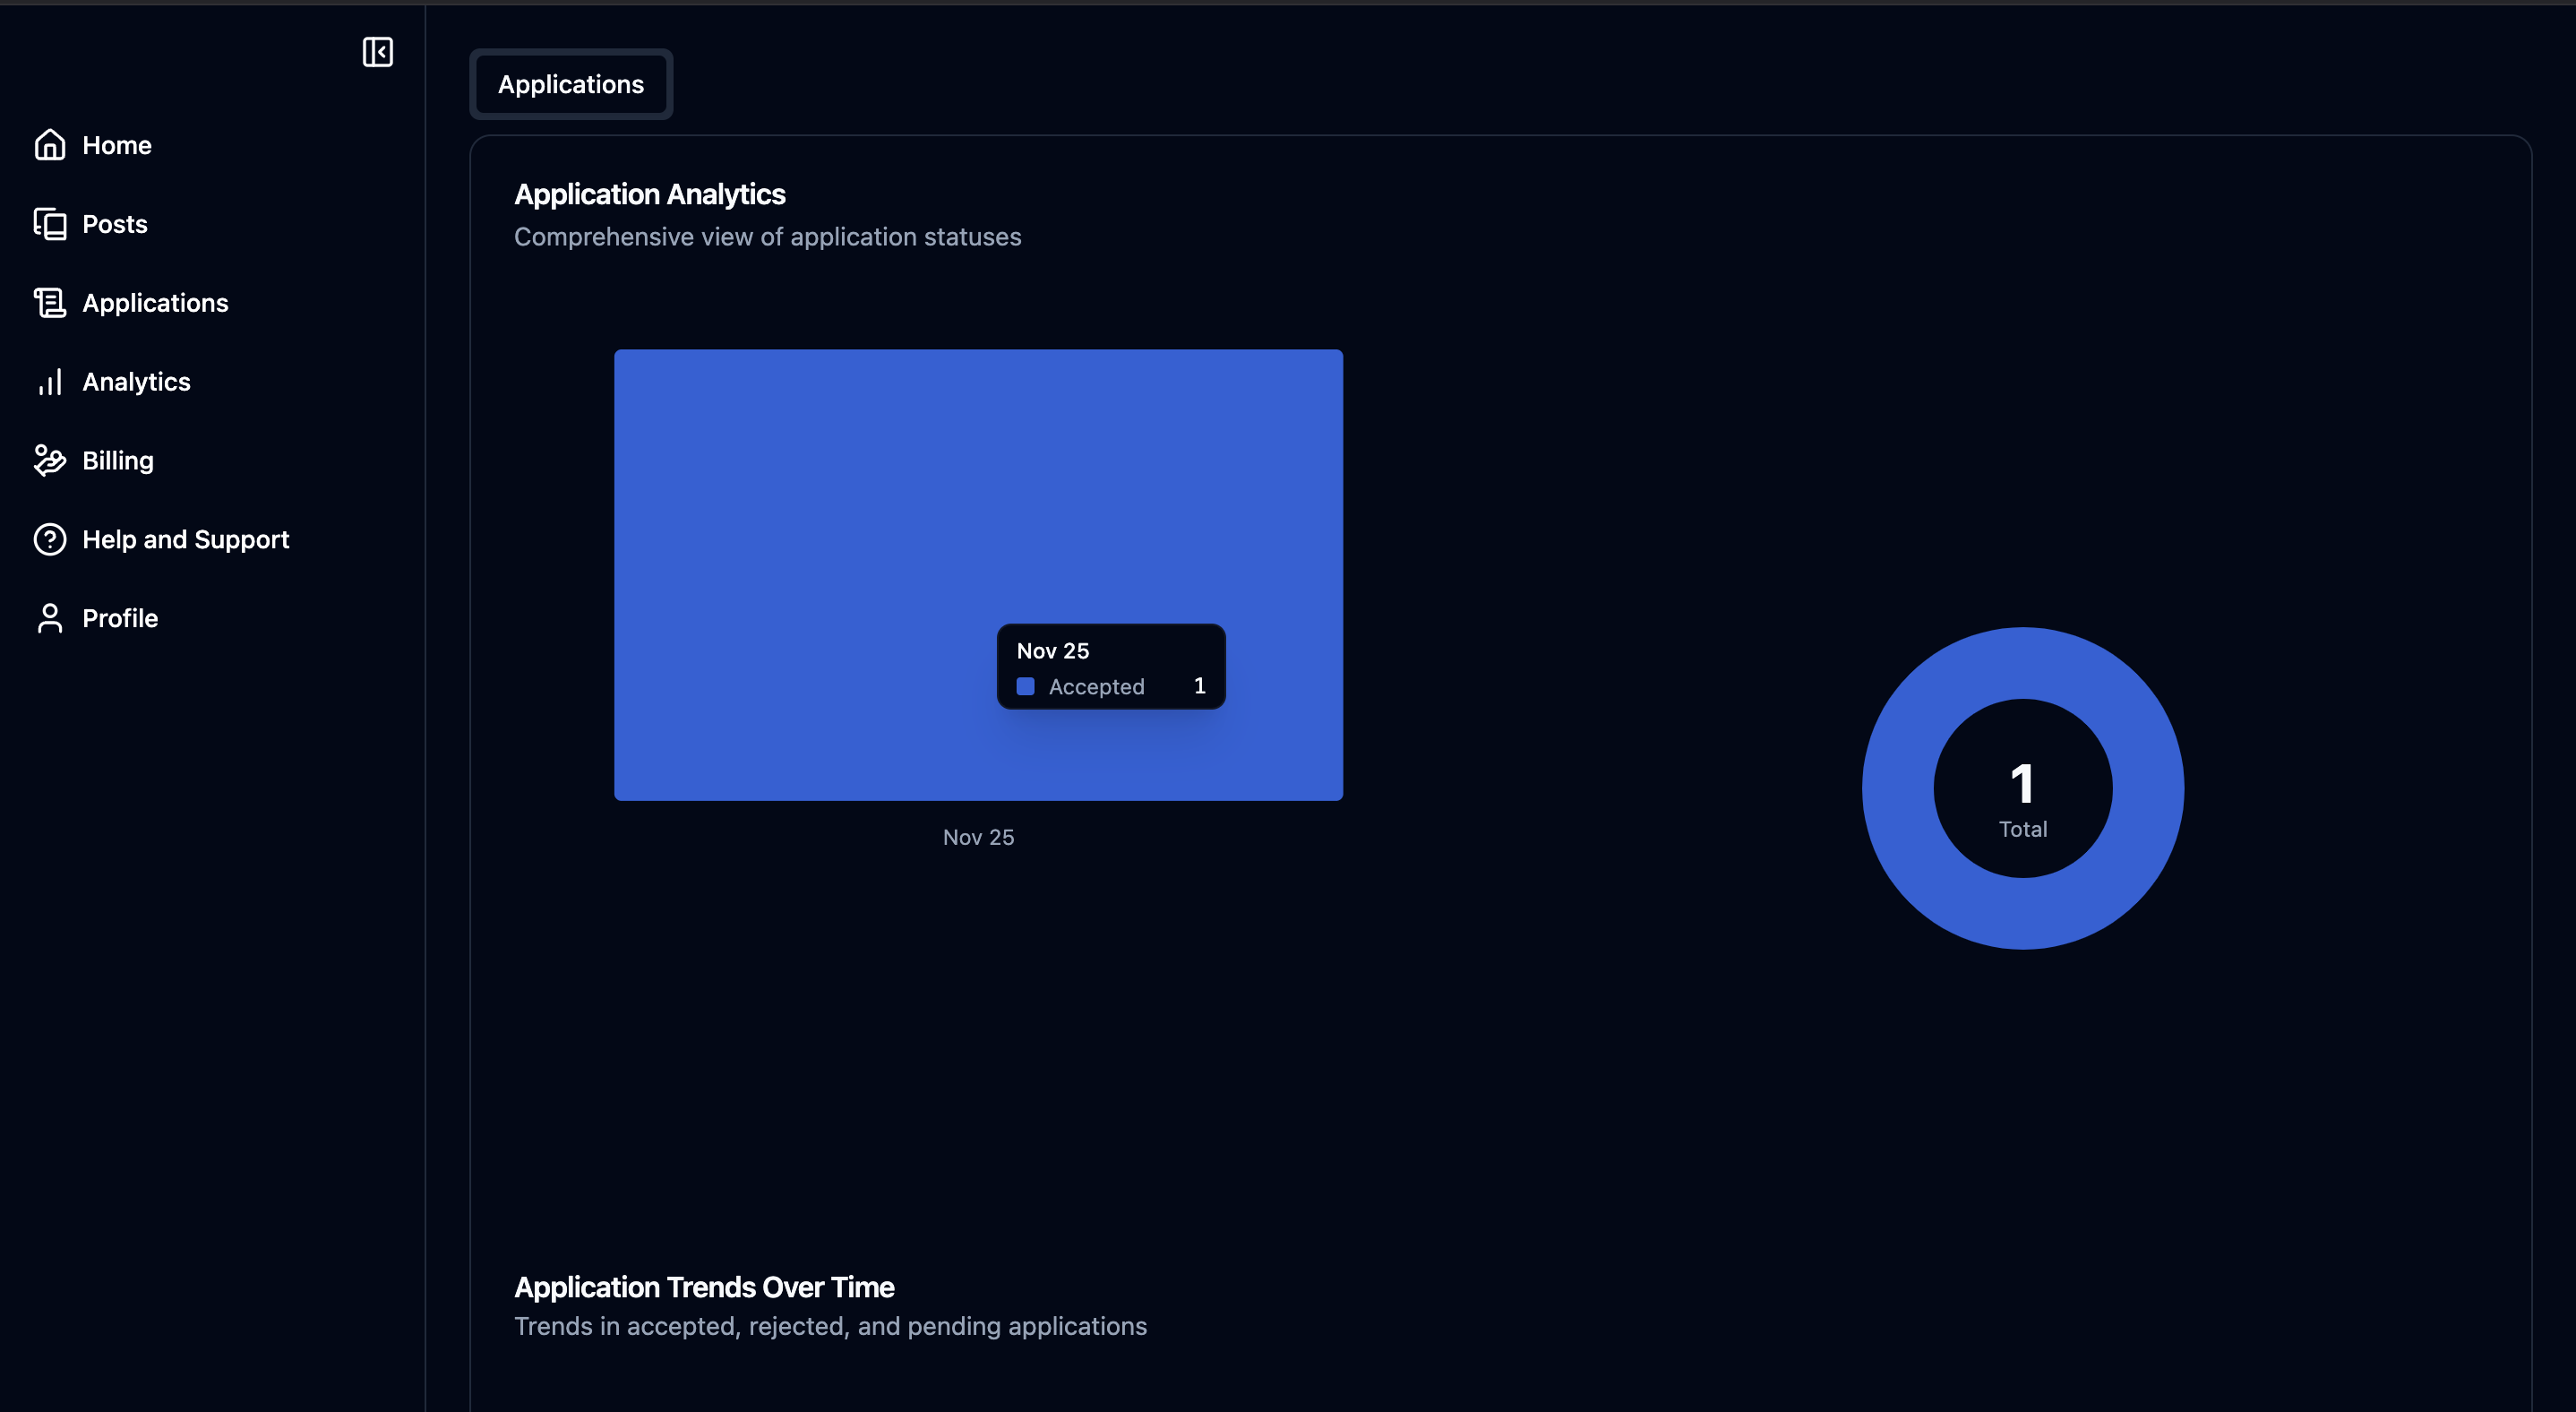 Home
Posts
Applications
Analytics
Billing
Help and Support
Profile
Applications
Application Analytics
Comprehensive view of application statuses
Nov 25
Accepted 1
Nov 25
1
Total
Application Trends Over Time
Trends in accepted, rejected, and pending applications